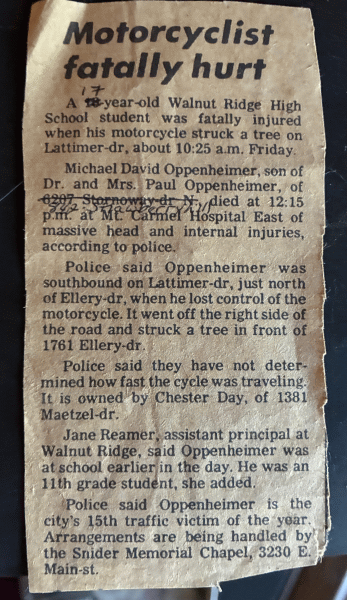 Motorcyclist
fatally hurt
17
A 18-year-old Walnut Ridge High
School student was fatally injured
when his motorcycle struck a tree on
Lattimer-dr, about 10:25 a.m. Friday.
Michael David Oppenheimer, son of
Dr. and Mrs. Paul Oppenheimer, of
6207 Stornoway-dr N., died at 12:15
p.m. at Mt. Carmel Hospital East of
massive head and internal injuries,
according to police.
Police said Oppenheimer was
southbound on Lattimer-dr, just north
of Ellery-dr, when he lost control of the
motorcycle. It went off the right side of
the road and struck a tree in front of
1761 Ellery-dr.
Police said they have not deter-
mined how fast the cycle was traveling.
It is owned by Chester Day, of 1381
Maetzel-dr.
Jane Reamer, assistant principal at
Walnut Ridge, said Oppenheimer was
at school earlier in the day. He was an
11th grade student, she added.
Police said Oppenheimer is the
city's 15th traffic victim of the year.
Arrangements are being handled by
the Snider Memorial Chapel, 3230 E.
Main-st.